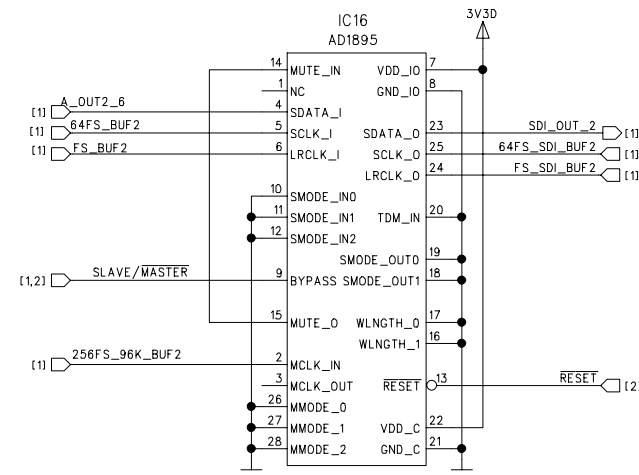 IC16
AD1895
3V3D
14 MUTE_IN VDD_IO 7
1 NC GND_IO 8
[1] A_OUT2_6 4 SDATA_I SDATA_O 23 SDI_OUT_2 [1]
[1] 64FS_BUF2 5 SCLK_I SCLK_O 25 64FS_SDI_BUF2 [1]
[1] FS_BUF2 6 LRCLK_I LRCLK_O 24 FS_SDI_BUF2 [1]
10 SMODE_IN0
11 SMODE_IN1 TDM_IN 20
12 SMODE_IN2
SMODE_OUT0 19
[1,2] SLAVE/MASTER 9 BYPASS SMODE_OUT1 18
15 MUTE_O WLNGTH_0 17
WLNGTH_1 16
[1] 256FS_96K_BUF2 2 MCLK_IN
3 MCLK_OUT RESET 13 RESET [2]
26 MMODE_0
27 MMODE_1 VDD_C 22
28 MMODE_2 GND_C 21